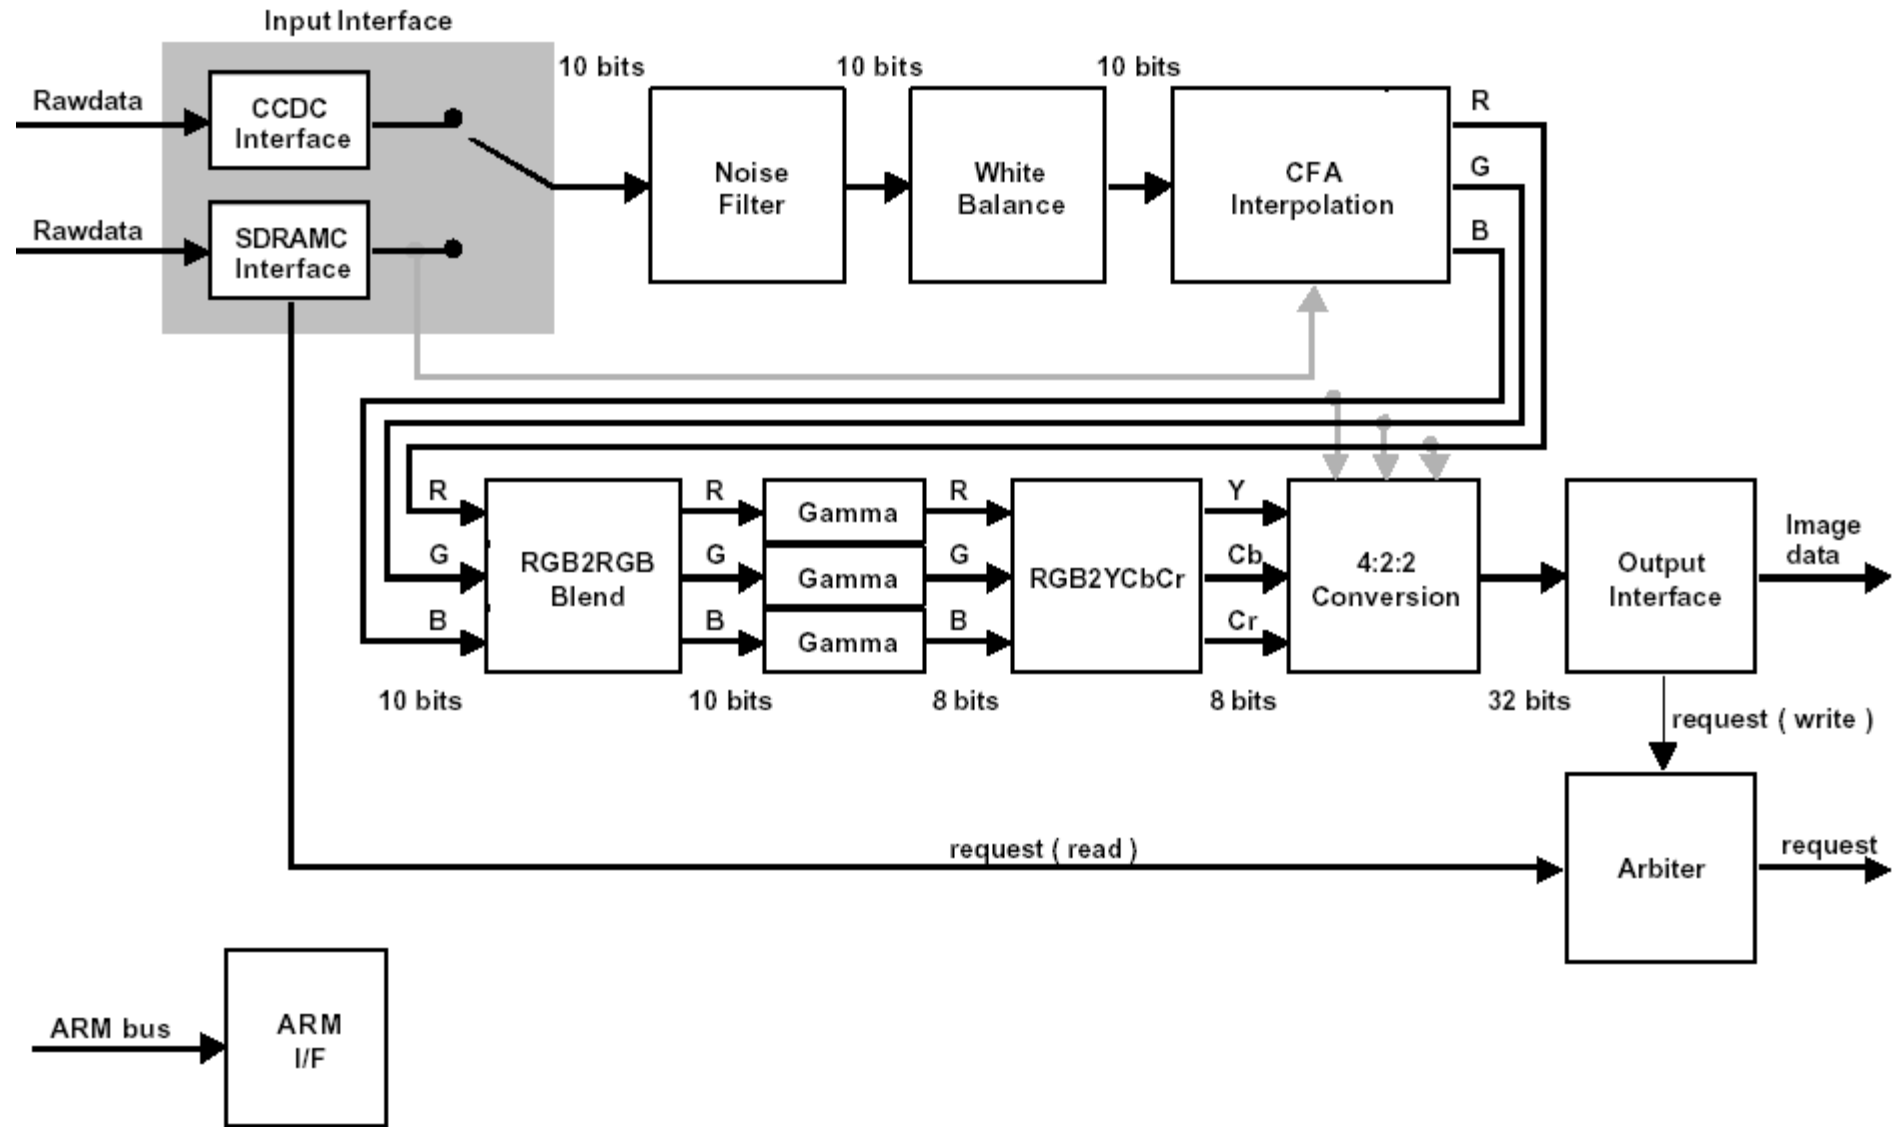 Input Interface
10 bits
10 bits
10 bits
Rawdata
CCDC
Interface
Rawdata
SDRAMC
Interface
Noise
Filter
White
Balance
CFA
Interpolation
R
G
B
R
G
B
RGB2RGB
Blend
R
G
B
Gamma
Gamma
Gamma
R
G
B
RGB2YCbCr
Y
Cb
Cr
4:2:2
Conversion
Output
Interface
Image
data
10 bits
10 bits
8 bits
8 bits
32 bits
request ( write )
request ( read )
Arbiter
request
ARM bus
ARM
I/F